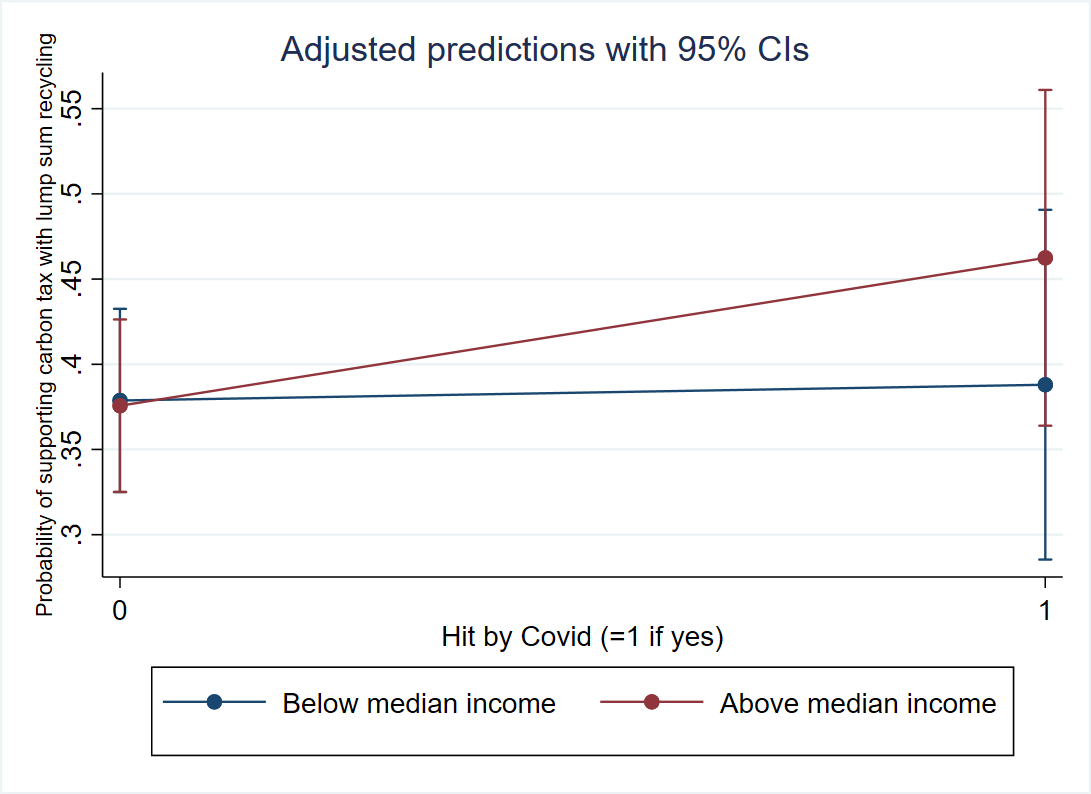 Adjusted predictions with 95% CIs
Probability of supporting carbon tax with lump sum recycling
.55
.5
.45
.4
.35
.3
0
1
Hit by Covid (=1 if yes)
Below median income
Above median income